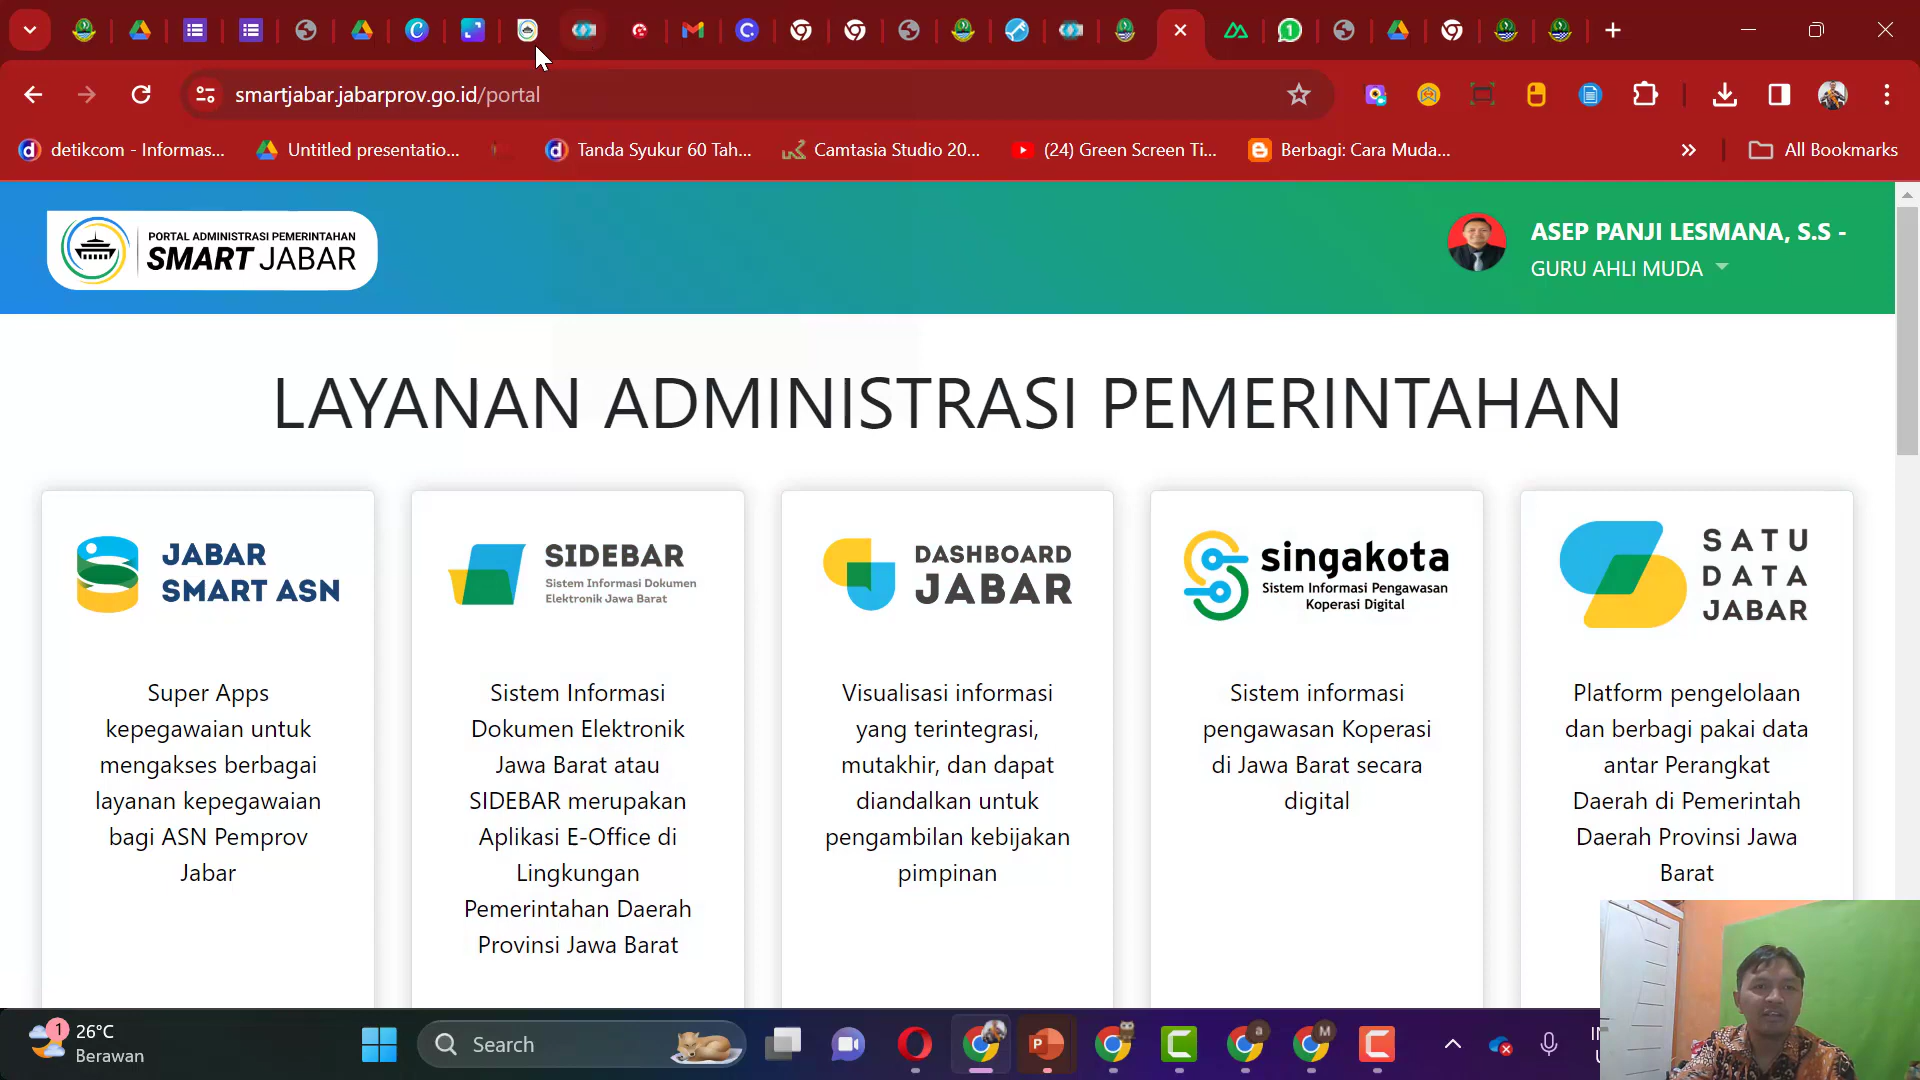 smartjabar.jabarprov.go.id/portal
detikcom - Informas...
Untitled presentatio...
Tanda Syukur 60 Tah...
Camtasia Studio 20...
(24) Green Screen Ti...
Berbagi: Cara Muda...
All Bookmarks
PORTAL ADMINISTRASI PEMERINTAHAN
SMART JABAR
ASEP PANJI LESMANA, S.S -
GURU AHLI MUDA
LAYANAN ADMINISTRASI PEMERINTAHAN
JABAR
SMART ASN
Super Apps
kepegawaian untuk
mengakses berbagai
layanan kepegawaian
bagi ASN Pemprov
Jabar
SIDEBAR
Sistem Informasi Dokumen
Elektronik Jawa Barat
Sistem Informasi
Dokumen Elektronik
Jawa Barat atau
SIDEBAR merupakan
Aplikasi E-Office di
Lingkungan
Pemerintahan Daerah
Provinsi Jawa Barat
DASHBOARD
JABAR
Visualisasi informasi
yang terintegrasi,
mutakhir, dan dapat
diandalkan untuk
pengambilan kebijakan
pimpinan
singakota
Sistem Informasi Pengawasan
Koperasi Digital
Sistem informasi
pengawasan Koperasi
di Jawa Barat secara
digital
SATU
DATA
JABAR
Platform pengelolaan
dan berbagi pakai data
antar Perangkat
Daerah di Pemerintah
Daerah Provinsi Jawa
Barat
1
26°C
Berawan
Search